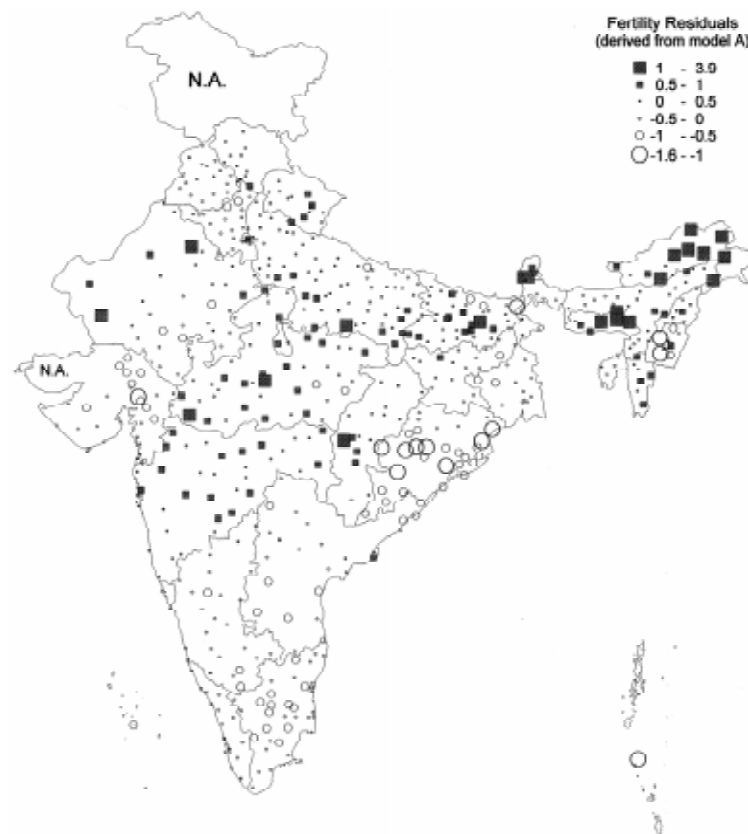 Fertility Residuals
(derived from model A)
1 - 3.9
0.5 - 1
0 - 0.5
-0.5 - 0
-1 - -0.5
-1.6 - -1
N.A.
N.A.